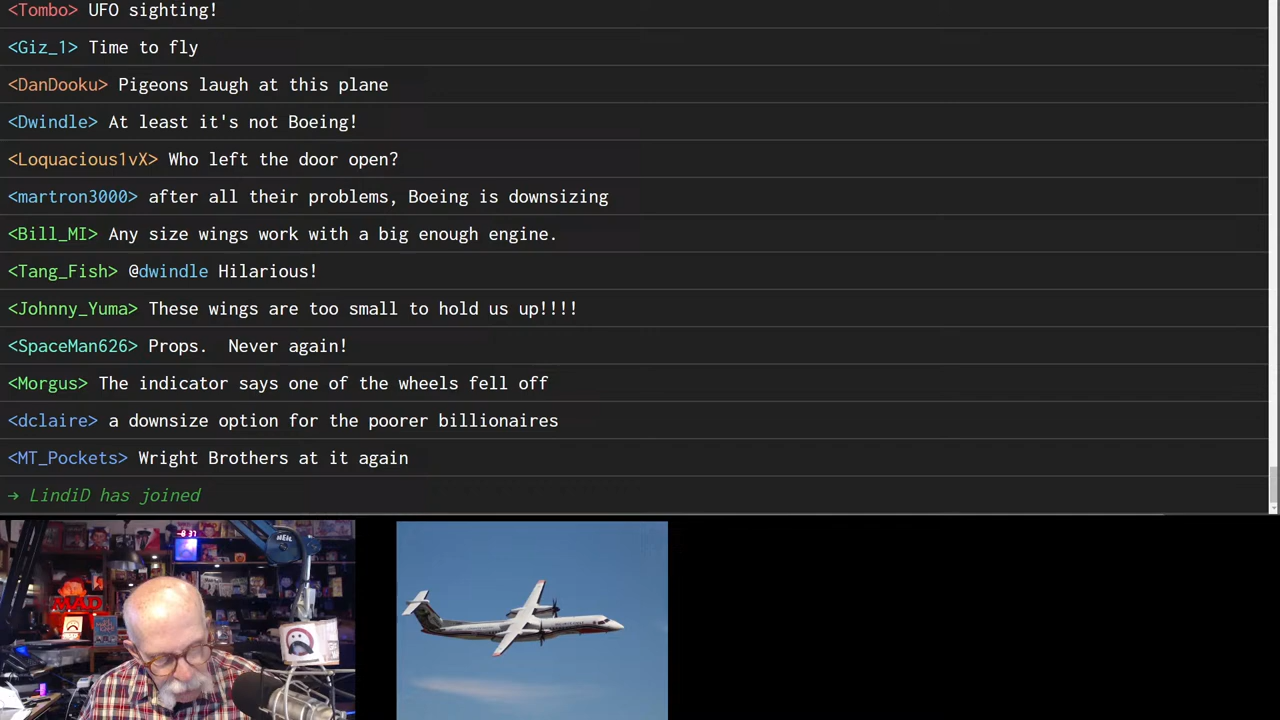 <Tombo> UFO sighting!
<Giz_1> Time to fly
<DanDooku> Pigeons laugh at this plane
<Dwindle> At least it's not Boeing!
<Loquacious1vX> Who left the door open?
<martron3000> after all their problems, Boeing is downsizing
<Bill_MI> Any size wings work with a big enough engine.
<Tang_Fish> @dwindle Hilarious!
<Johnny_Yuma> These wings are too small to hold us up!!!!
<SpaceMan626> Props.  Never again!
<Morgus> The indicator says one of the wheels fell off
<dclaire> a downsize option for the poorer billionaires
<MT_Pockets> Wright Brothers at it again
→ LindiD has joined
MAD